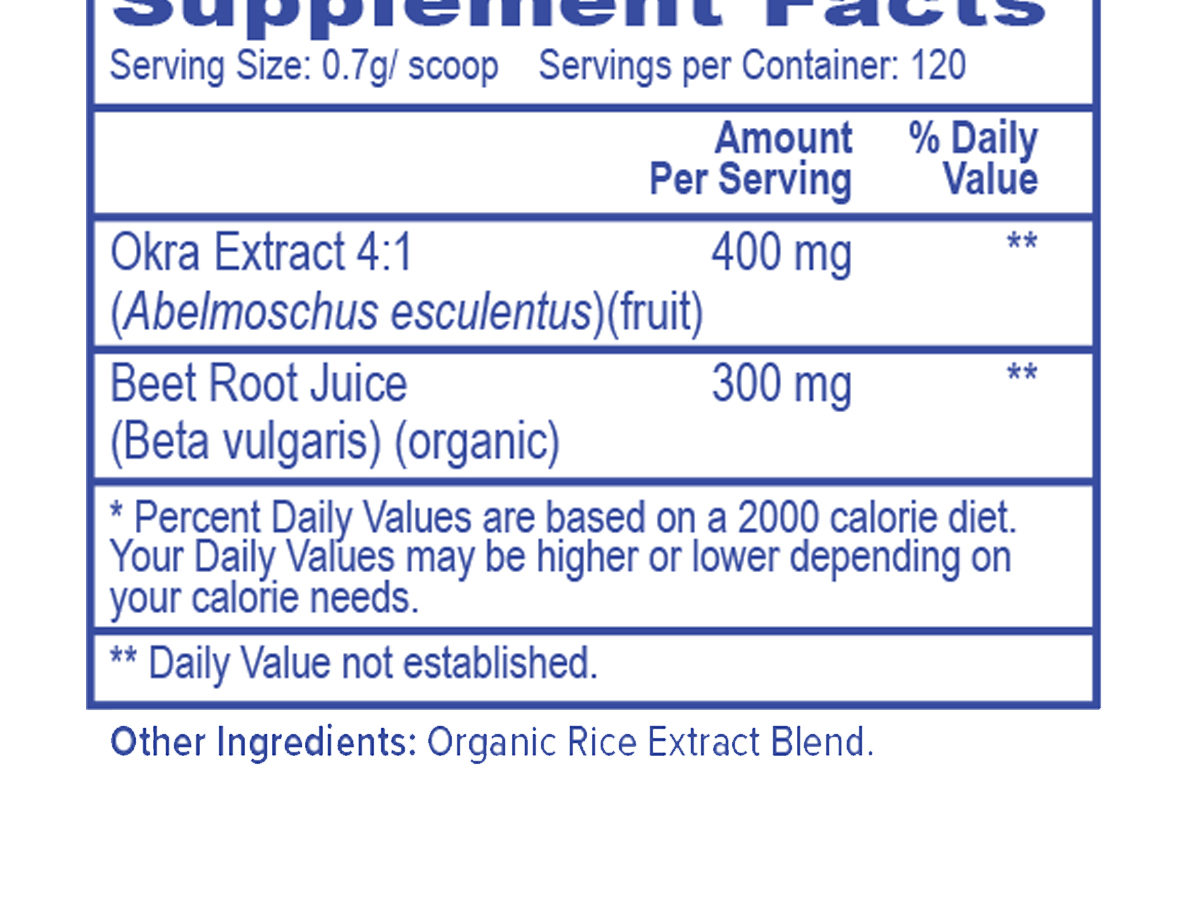 Supplement Facts
Serving Size: 0.7g/ scoop Servings per Container: 120
Amount % Daily
Per Serving Value
Okra Extract 4:1 400 mg **
(Abelmoschus esculentus)(fruit)
Beet Root Juice 300 mg **
(Beta vulgaris) (organic)
* Percent Daily Values are based on a 2000 calorie diet.
Your Daily Values may be higher or lower depending on
your calorie needs.
** Daily Value not established.
Other Ingredients: Organic Rice Extract Blend.